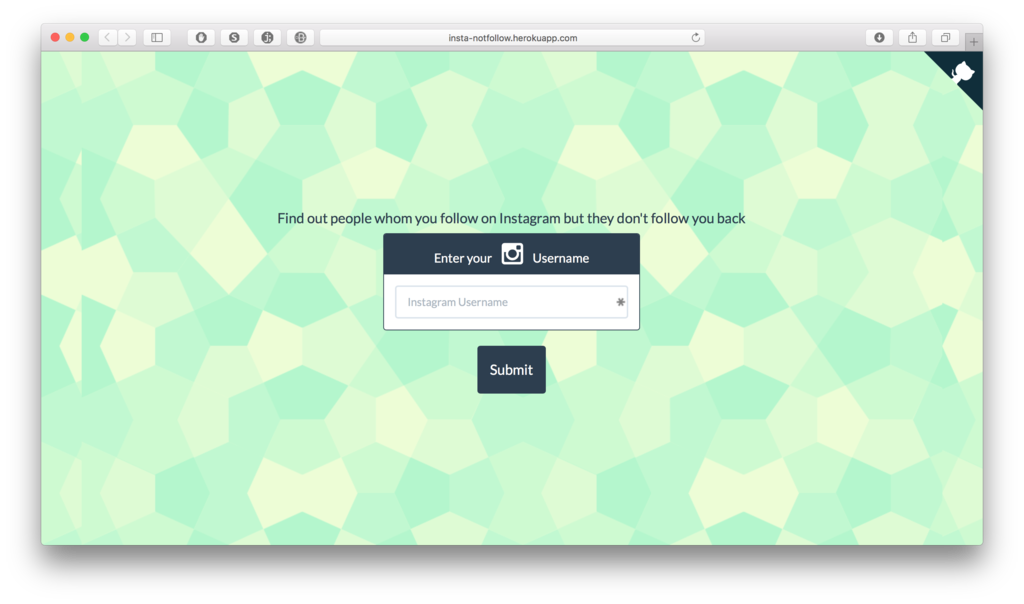 insta-notfollow.herokuapp.com
Find out people whom you follow on Instagram but they don't follow you back
Enter your Username
Instagram Username
Submit